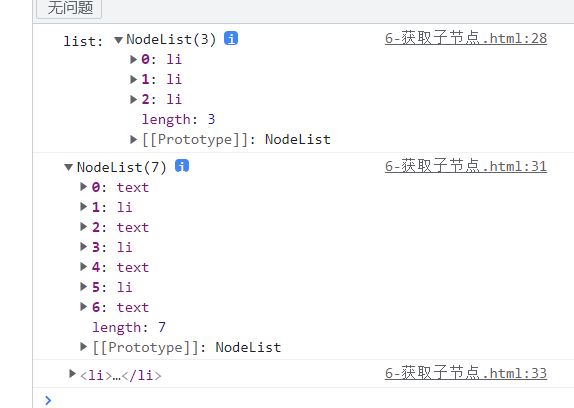 无问题
list: NodeList(3) i 6-获取子节点.html:28
0: li
1: li
2: li
length: 3
[[Prototype]]: NodeList
NodeList(7) i 6-获取子节点.html:31
0: text
1: li
2: text
3: li
4: text
5: li
6: text
length: 7
[[Prototype]]: NodeList
<li>…</li> 6-获取子节点.html:33